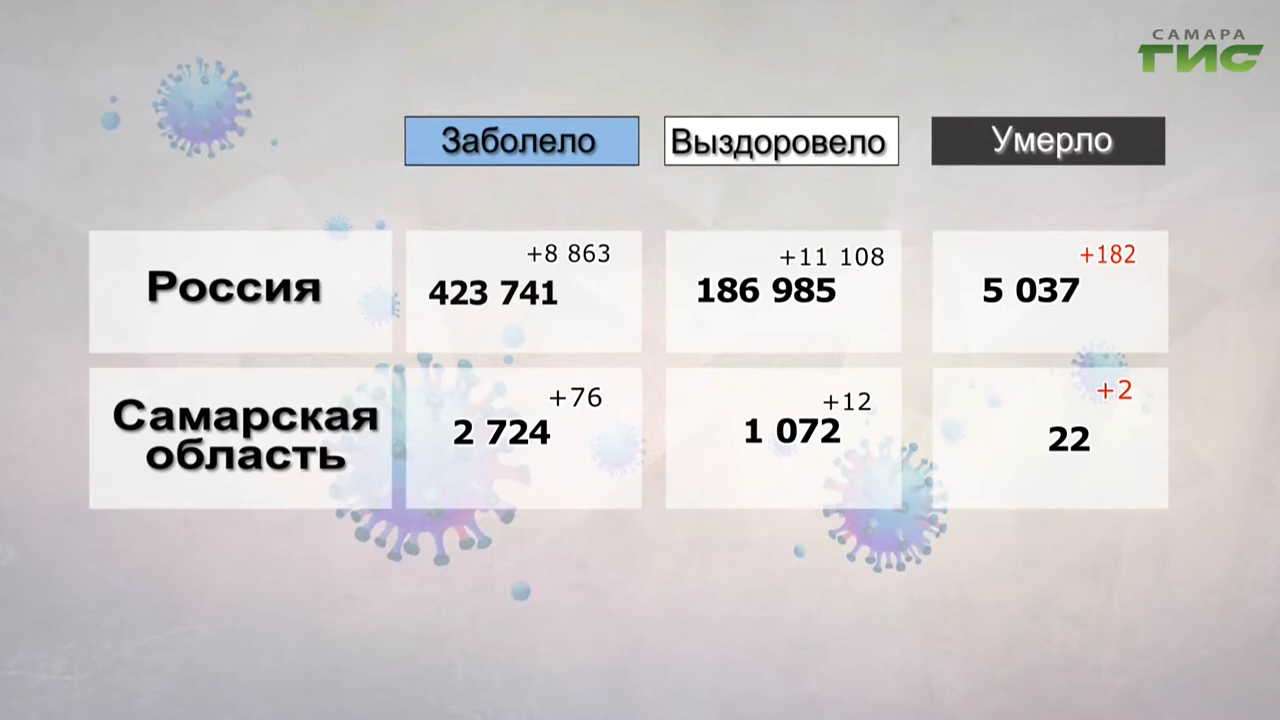 САМАРА
ГИС
Заболело Выздоровело Умерло
+8 863 +11 108 +182
Россия 423 741 186 985 5 037
+76 +12 +2
Самарская 2 724 1 072 22
область